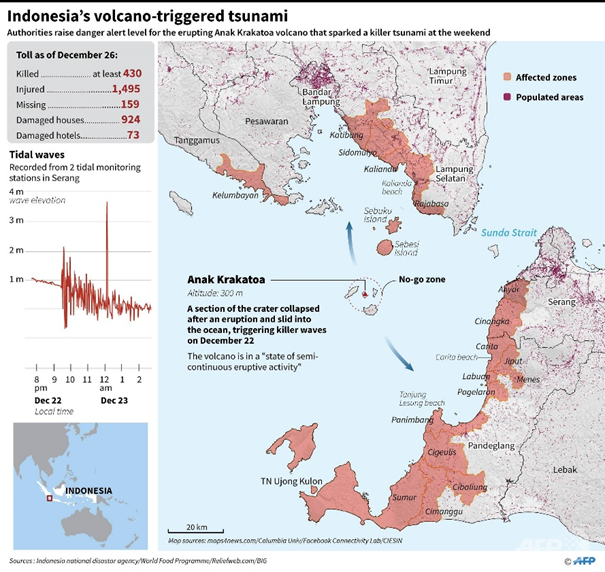 Indonesia's volcano-triggered tsunami
Authorities raise danger alert level for the erupting Anak Krakatoa volcano that sparked a killer tsunami at the weekend
Toll as of December 26:
Killed ............... at least 430
Injured ...................1,495
Missing .....................159
Damaged houses..........924
Damaged hotels............73
Tidal waves
Recorded from 2 tidal monitoring
stations in Serang
4 m
wave elevation
3 m
2 m
1 m
8 9 10 11 12 1 2
pm am
Dec 22 Dec 23
Local time
INDONESIA
Affected zones
Populated areas
Lampung
Timur
Bandar
Lampung
Pesawaran
Tanggamus
Katibung
Sidomulyo
Kalianda
Lampung
Selatan
Kalianda
beach
Rajabasa
Kelumbayan
Sebuku
island
Sebesi
island
Sunda Strait
Anak Krakatoa
Altitude: 300 m
No-go zone
A section of the crater collapsed
after an eruption and slid into
the ocean, triggering killer waves
on December 22
The volcano is in a "state of semi-
continuous eruptive activity"
Anyar
Serang
Cinangka
Carita
Carita beach
Jiput
Labuan
Menes
Pagelaran
Tanjung
Lesung beach
Panimbang
Pandeglang
Cigeulis
Lebak
TN Ujong Kulon
Cibaliung
Sumur
Cimanggu
20 km
Map sources: maps4news.com/Columbia Univ/Facebook Connectivity Lab/CIESIN
AFP
Sources : Indonesia national disastor agency/World Food Programme/Reliefweb.com/BIG
© AFP